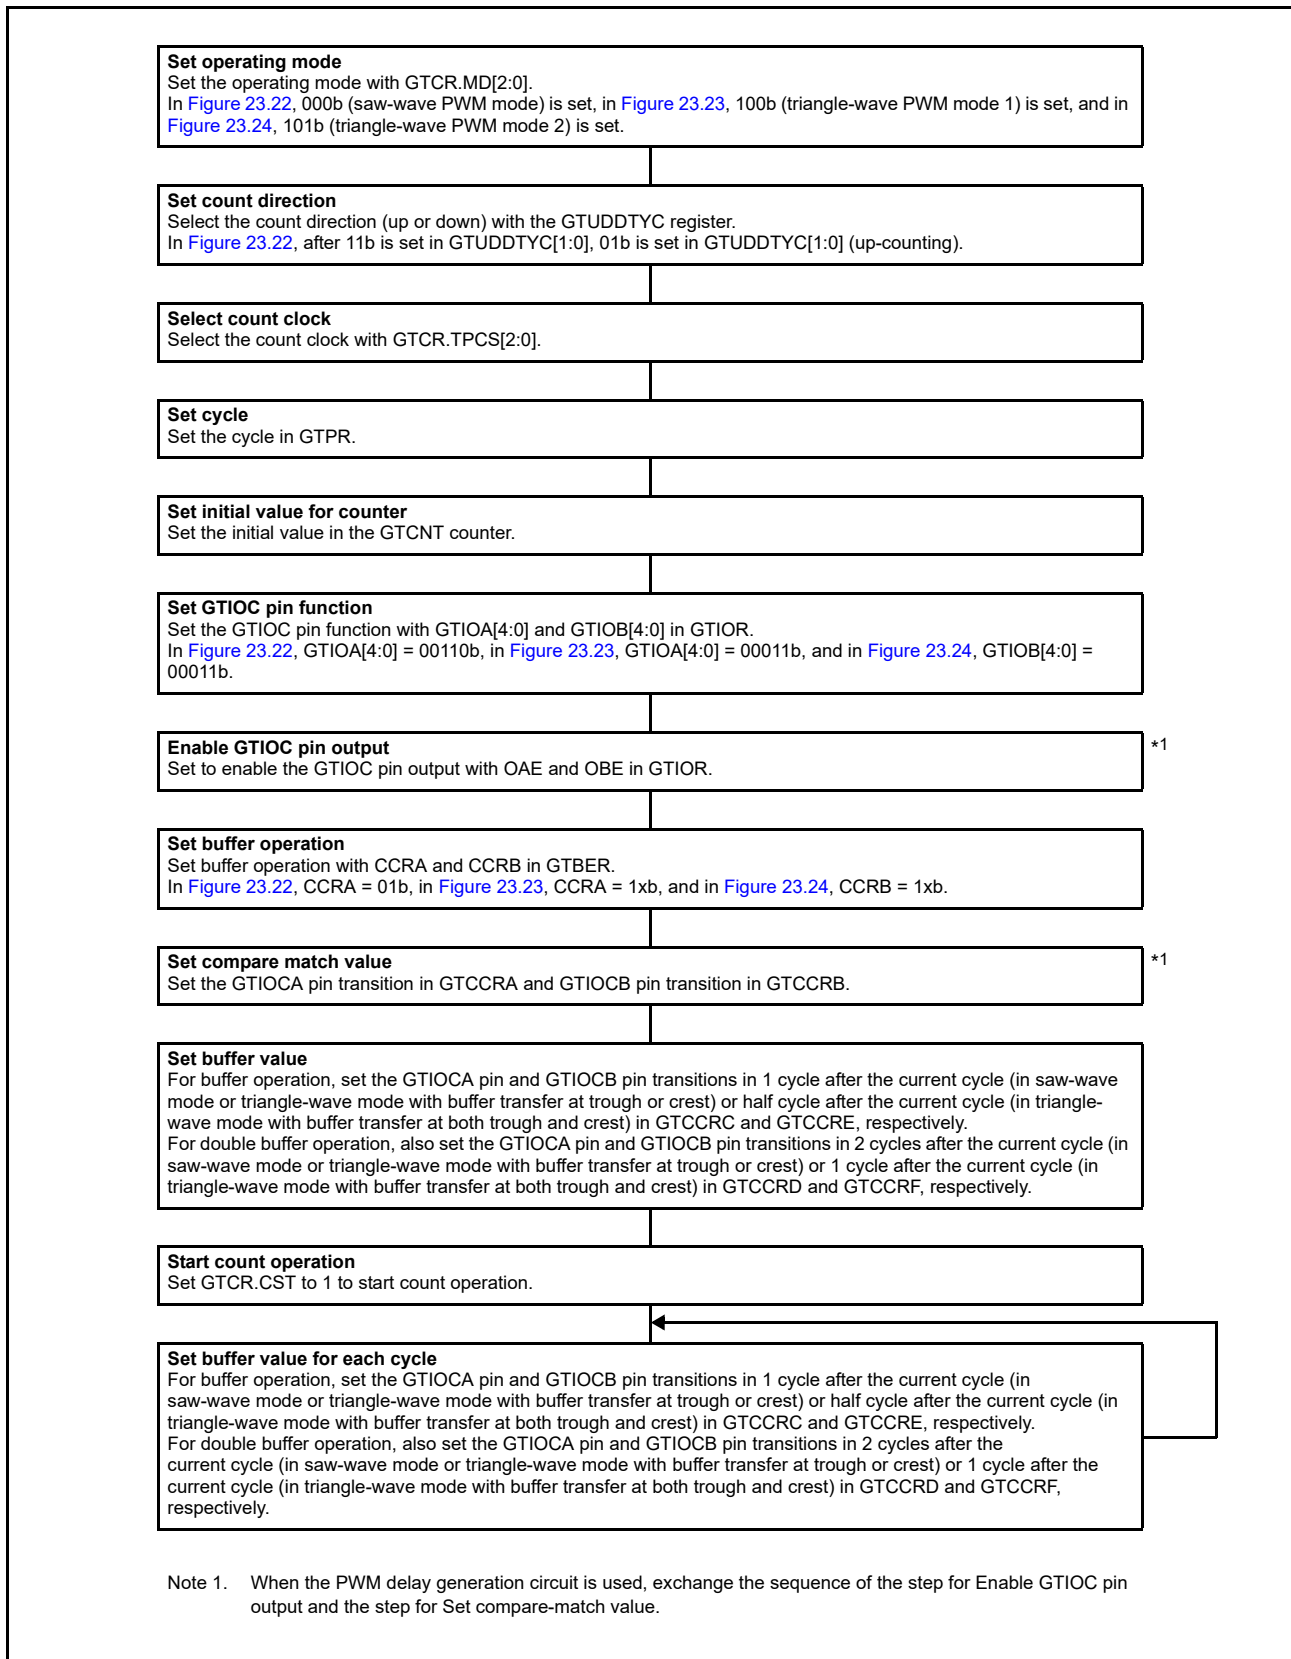 Set operating mode
Set the operating mode with GTCR.MD[2:0].
In Figure 23.22, 000b (saw-wave PWM mode) is set, in Figure 23.23, 100b (triangle-wave PWM mode 1) is set, and in
Figure 23.24, 101b (triangle-wave PWM mode 2) is set.
Set count direction
Select the count direction (up or down) with the GTUDDTYC register.
In Figure 23.22, after 11b is set in GTUDDTYC[1:0], 01b is set in GTUDDTYC[1:0] (up-counting).
Select count clock
Select the count clock with GTCR.TPCS[2:0].
Set cycle
Set the cycle in GTPR.
Set initial value for counter
Set the initial value in the GTCNT counter.
Set GTIOC pin function
Set the GTIOC pin function with GTIOA[4:0] and GTIOB[4:0] in GTIOR.
In Figure 23.22, GTIOA[4:0] = 00110b, in Figure 23.23, GTIOA[4:0] = 00011b, and in Figure 23.24, GTIOB[4:0] =
00011b.
Enable GTIOC pin output
*1
Set to enable the GTIOC pin output with OAE and OBE in GTIOR.
Set buffer operation
Set buffer operation with CCRA and CCRB in GTBER.
In Figure 23.22, CCRA = 01b, in Figure 23.23, CCRA = 1xb, and in Figure 23.24, CCRB = 1xb.
Set compare match value
*1
Set the GTIOCA pin transition in GTCCRA and GTIOCB pin transition in GTCCRB.
Set buffer value
For buffer operation, set the GTIOCA pin and GTIOCB pin transitions in 1 cycle after the current cycle (in saw-wave
mode or triangle-wave mode with buffer transfer at trough or crest) or half cycle after the current cycle (in triangle-
wave mode with buffer transfer at both trough and crest) in GTCCRC and GTCCRE, respectively.
For double buffer operation, also set the GTIOCA pin and GTIOCB pin transitions in 2 cycles after the current cycle (in
saw-wave mode or triangle-wave mode with buffer transfer at trough or crest) or 1 cycle after the current cycle (in
triangle-wave mode with buffer transfer at both trough and crest) in GTCCRD and GTCCRF, respectively.
Start count operation
Set GTCR.CST to 1 to start count operation.
Set buffer value for each cycle
For buffer operation, set the GTIOCA pin and GTIOCB pin transitions in 1 cycle after the current cycle (in
saw-wave mode or triangle-wave mode with buffer transfer at trough or crest) or half cycle after the current cycle (in
triangle-wave mode with buffer transfer at both trough and crest) in GTCCRC and GTCCRE, respectively.
For double buffer operation, also set the GTIOCA pin and GTIOCB pin transitions in 2 cycles after the
current cycle (in saw-wave mode or triangle-wave mode with buffer transfer at trough or crest) or 1 cycle after the
current cycle (in triangle-wave mode with buffer transfer at both trough and crest) in GTCCRD and GTCCRF,
respectively.
Note 1. When the PWM delay generation circuit is used, exchange the sequence of the step for Enable GTIOC pin
output and the step for Set compare-match value.